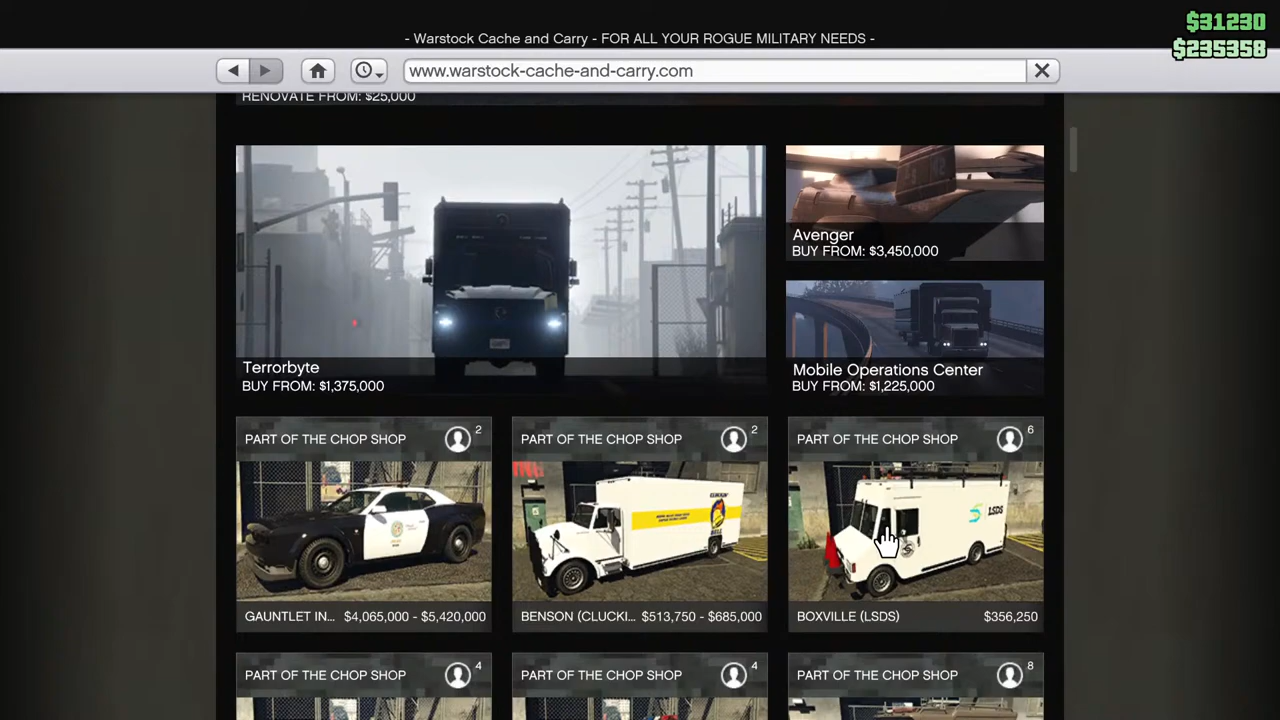 $31230
$235358
- Warstock Cache and Carry - FOR ALL YOUR ROGUE MILITARY NEEDS -
www.warstock-cache-and-carry.com
RENOVATE FROM: $25,000
Terrorbyte
BUY FROM: $1,375,000
Avenger
BUY FROM: $3,450,000
Mobile Operations Center
BUY FROM: $1,225,000
PART OF THE CHOP SHOP 2
PART OF THE CHOP SHOP 2
PART OF THE CHOP SHOP 6
LSDS
GAUNTLET IN... $4,065,000 - $5,420,000
BENSON (CLUCKI... $513,750 - $685,000
BOXVILLE (LSDS) $356,250
PART OF THE CHOP SHOP 4
PART OF THE CHOP SHOP 4
PART OF THE CHOP SHOP 8